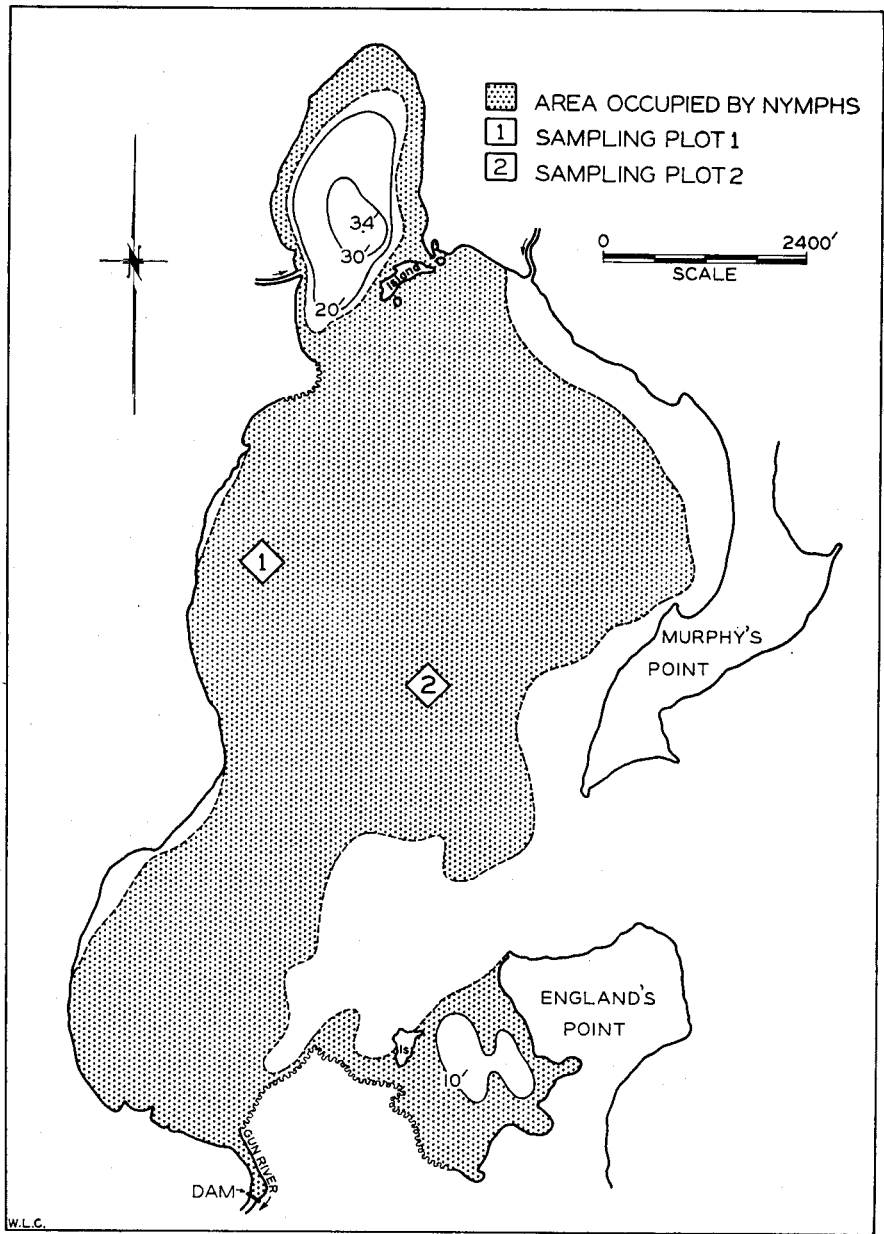 AREA OCCUPIED BY NYMPHS
1 SAMPLING PLOT 1
2 SAMPLING PLOT 2
0 2400'
SCALE
N
34'
30'
20'
Island
1
2
MURPHY'S
POINT
ENGLAND'S
POINT
Is.
10'
GUN RIVER
DAM
W.L.C.